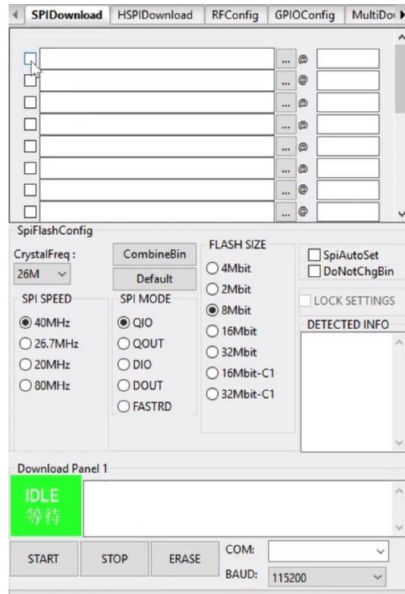 SPIDownload HSPIDownload RFConfig GPIOConfig MultiDo
... @
... @
... @
... @
... @
... @
... @
... @
SpiFlashConfig
CrystalFreq :
26M
CombineBin
Default
SPI SPEED
40MHz
26.7MHz
20MHz
80MHz
SPI MODE
QIO
QOUT
DIO
DOUT
FASTRD
FLASH SIZE
4Mbit
2Mbit
8Mbit
16Mbit
32Mbit
16Mbit-C1
32Mbit-C1
SpiAutoSet
DoNotChgBin
LOCK SETTINGS
DETECTED INFO
Download Panel 1
IDLE
等待
START STOP ERASE
COM:
BAUD: 115200